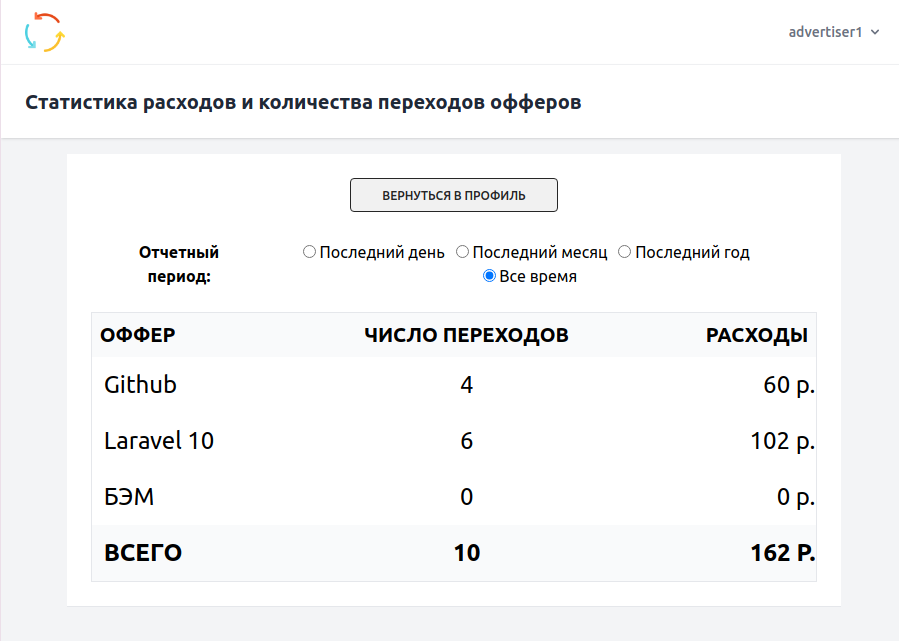 advertiser1
Статистика расходов и количества переходов офферов
ВЕРНУТЬСЯ В ПРОФИЛЬ
Отчетный период:
Последний день Последний месяц Последний год
Все время
ОФФЕР ЧИСЛО ПЕРЕХОДОВ РАСХОДЫ
Github 4 60 р.
Laravel 10 6 102 р.
БЭМ 0 0 р.
ВСЕГО 10 162 Р.